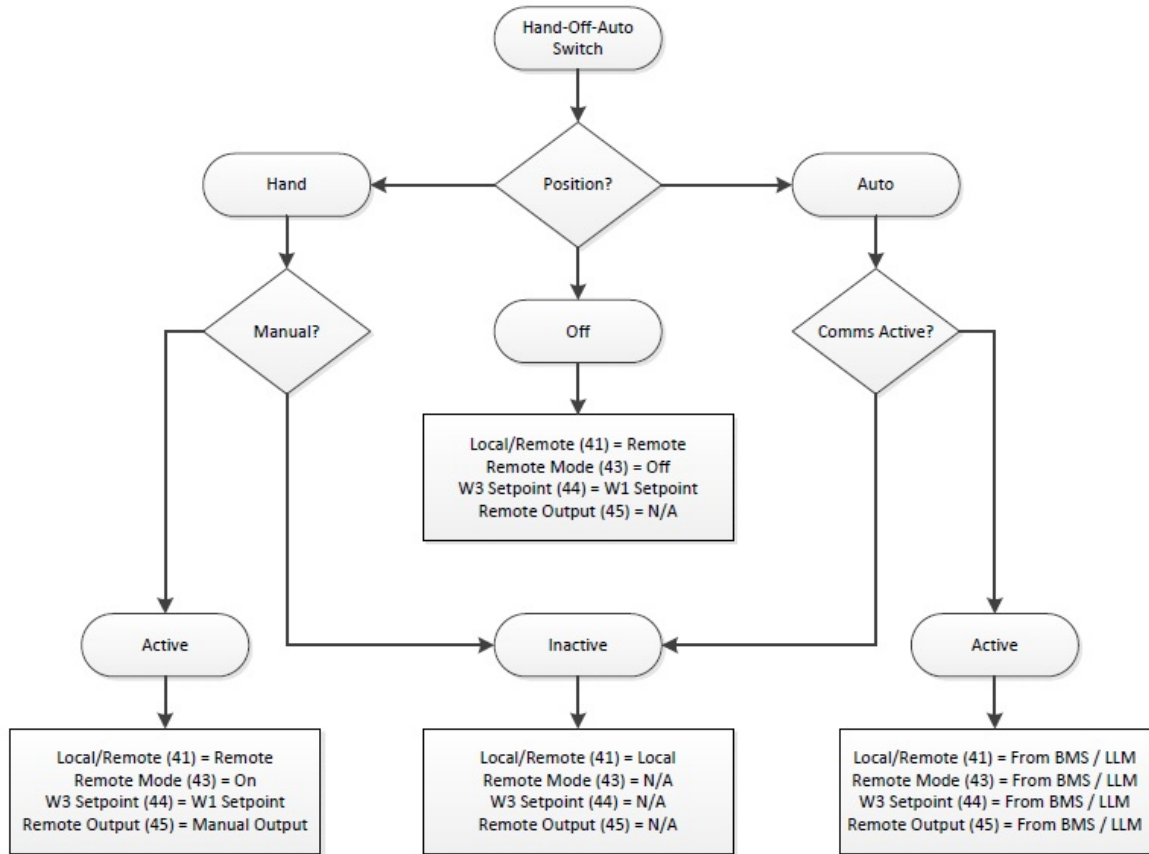 Hand-Off-Auto
Switch
Hand
Position?
Auto
Manual?
Off
Comms Active?
Local/Remote (41) = Remote
Remote Mode (43) = Off
W3 Setpoint (44) = W1 Setpoint
Remote Output (45) = N/A
Active
Inactive
Active
Local/Remote (41) = Remote
Remote Mode (43) = On
W3 Setpoint (44) = W1 Setpoint
Remote Output (45) = Manual Output
Local/Remote (41) = Local
Remote Mode (43) = N/A
W3 Setpoint (44) = N/A
Remote Output (45) = N/A
Local/Remote (41) = From BMS / LLM
Remote Mode (43) = From BMS / LLM
W3 Setpoint (44) = From BMS / LLM
Remote Output (45) = From BMS / LLM